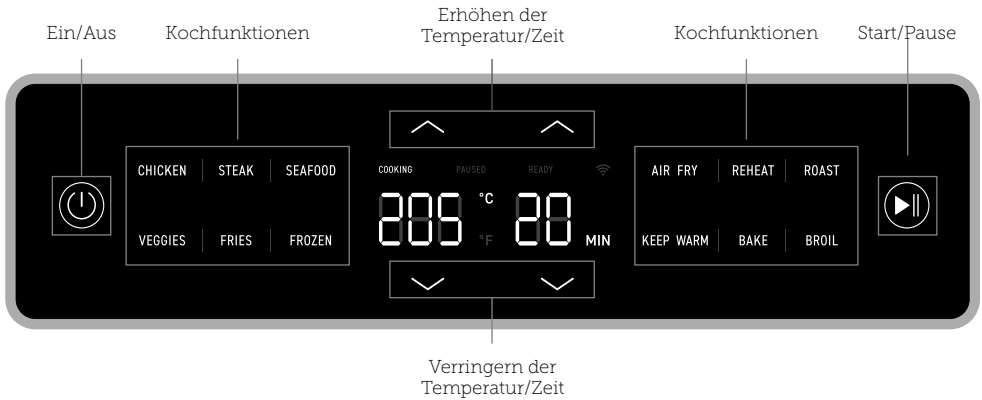 Erhöhen der
Temperatur/Zeit
Ein/Aus
Kochfunktionen
Kochfunktionen
Start/Pause
CHICKEN STEAK SEAFOOD
COOKING PAUSED READY
AIR FRY REHEAT ROAST
205 °C 20
°F MIN
VEGGIES FRIES FROZEN
KEEP WARM BAKE BROIL
Verringern der
Temperatur/Zeit